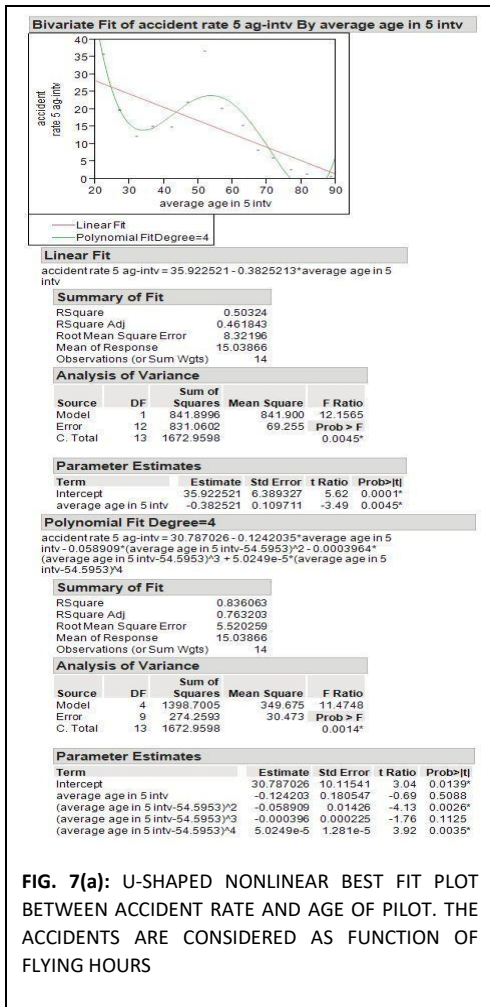 Bivariate Fit of accident rate 5 ag-intv By average age in 5 intv
accident
rate 5 ag-intv
40
35
30
25
20
15
10
5
0
20 30 40 50 60 70 80 90
average age in 5 intv
Linear Fit
Polynomial Fit Degree=4
Linear Fit
accident rate 5 ag-intv = 35.922521 - 0.3825213*average age in 5
intv
Summary of Fit
RSquare 0.50324
RSquare Adj 0.461843
Root Mean Square Error 8.32196
Mean of Response 15.03866
Observations (or Sum Wgts) 14
Analysis of Variance
Sum of
Source DF Squares Mean Square F Ratio
Model 1 841.8996 841.900 12.1565
Error 12 831.0602 69.255 Prob > F
C. Total 13 1672.9598 0.0045*
Parameter Estimates
Term Estimate Std Error t Ratio Prob>|t|
Intercept 35.922521 6.389327 5.62 0.0001*
average age in 5 intv -0.382521 0.109711 -3.49 0.0045*
Polynomial Fit Degree=4
accident rate 5 ag-intv = 30.787026 - 0.1242035*average age in 5
intv - 0.058909*(average age in 5 intv-54.5953)^2 - 0.0003964*
(average age in 5 intv-54.5953)^3 + 5.0249e-5*(average age in 5
intv-54.5953)^4
Summary of Fit
RSquare 0.836063
RSquare Adj 0.763203
Root Mean Square Error 5.520259
Mean of Response 15.03866
Observations (or Sum Wgts) 14
Analysis of Variance
Sum of
Source DF Squares Mean Square F Ratio
Model 4 1398.7005 349.675 11.4748
Error 9 274.2593 30.473 Prob > F
C. Total 13 1672.9598 0.0014*
Parameter Estimates
Term Estimate Std Error t Ratio Prob>|t|
Intercept 30.787026 10.11541 3.04 0.0139*
average age in 5 intv -0.124203 0.180547 -0.69 0.5088
(average age in 5 intv-54.5953)^2 -0.058909 0.01426 -4.13 0.0026*
(average age in 5 intv-54.5953)^3 -0.000396 0.000225 -1.76 0.1125
(average age in 5 intv-54.5953)^4 5.0249e-5 1.281e-5 3.92 0.0035*
FIG. 7(a): U-SHAPED NONLINEAR BEST FIT PLOT
BETWEEN ACCIDENT RATE AND AGE OF PILOT. THE
ACCIDENTS ARE CONSIDERED AS FUNCTION OF
FLYING HOURS